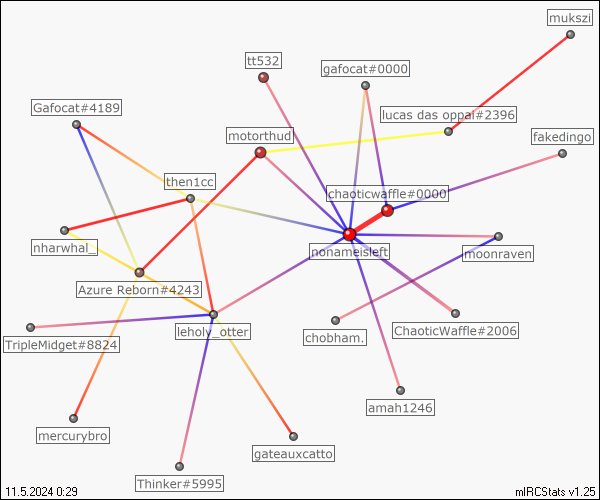 mukszi
tt532
gafocat#0000
Gafocat#4189
lucas das oppai#2396
motorthud
fakedingo
then1cc
chaoticwaffle#0000
nharwhal_
nonameisleft
moonraven
Azure Reborn#4243
leholy_otter
chobham.
ChaoticWaffle#2006
TripleMidget#8824
amah1246
mercurybro
gateauxcatto
Thinker#5995
11.5.2024 0:29
mIRCStats v1.25